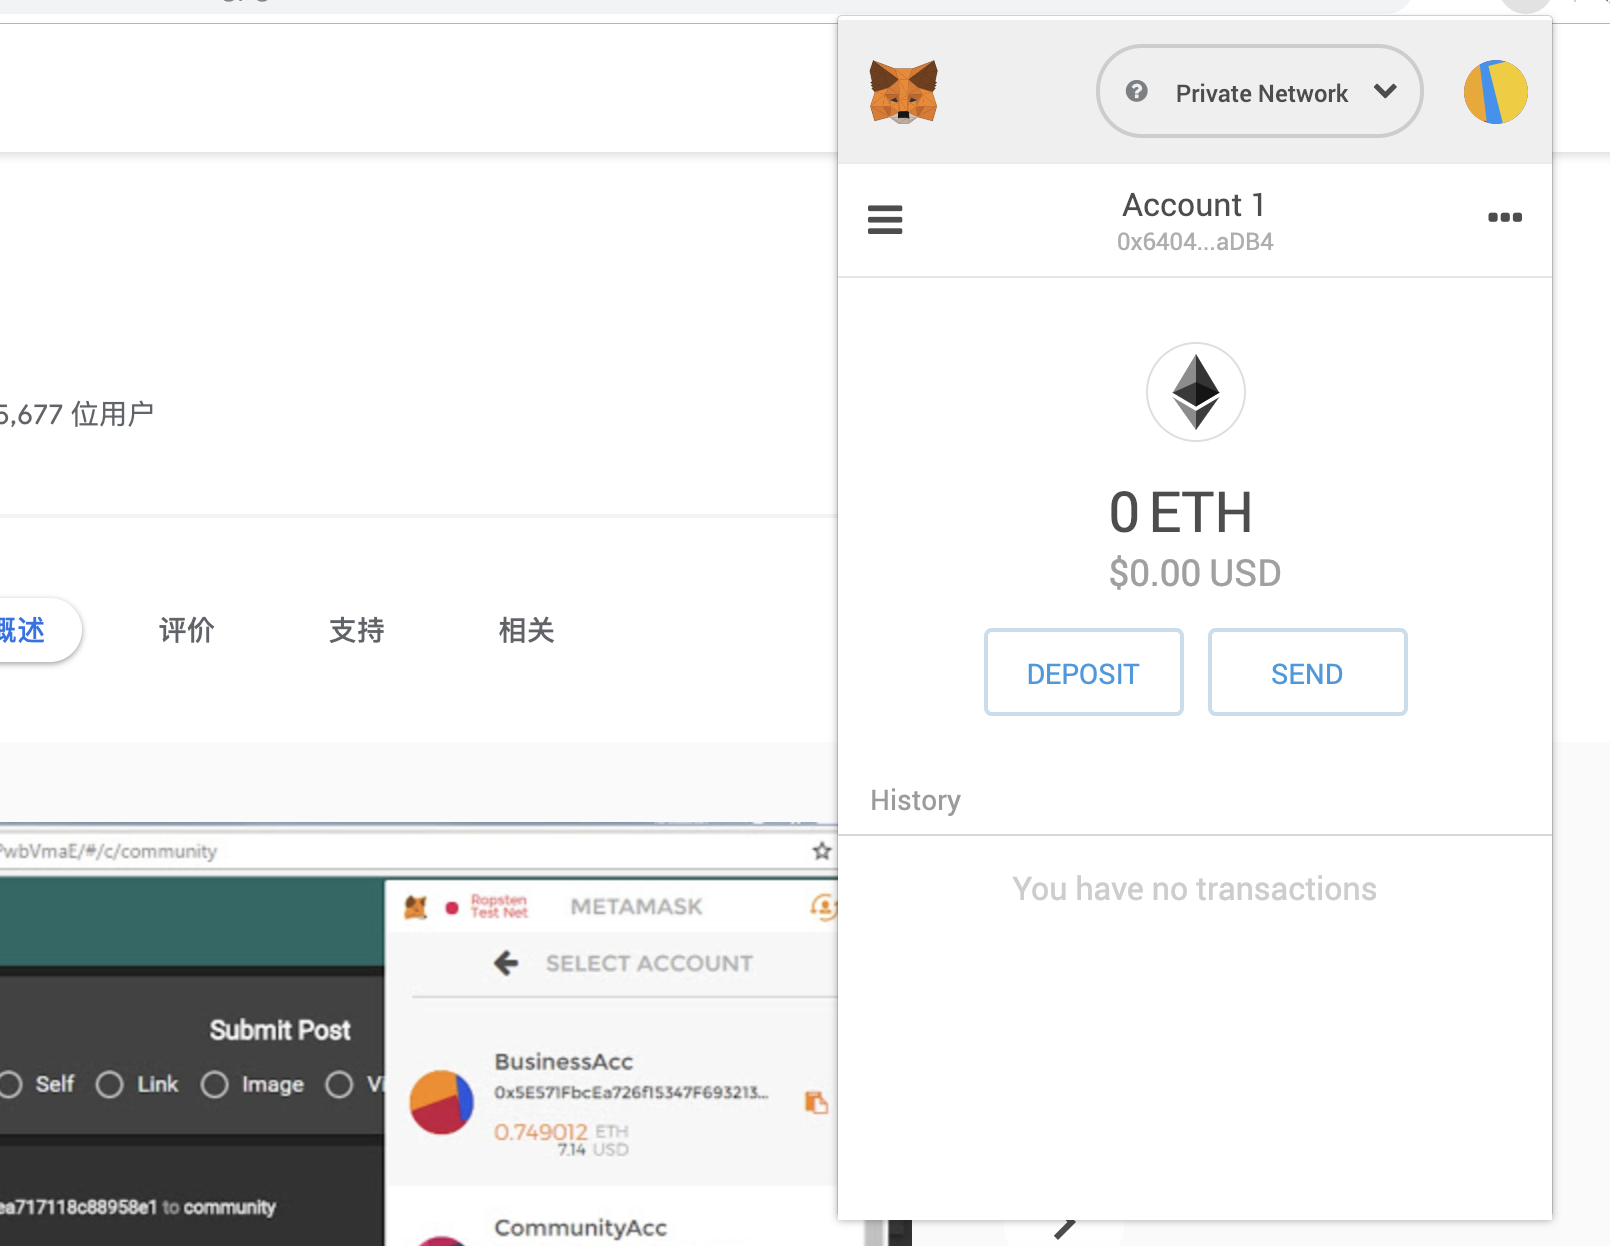 Private Network
Account 1
0x6404...aDB4
0 ETH
$0.00 USD
DEPOSIT
SEND
History
You have no transactions
5,677 位用户
概述
评价
支持
相关
PwbVmaE/#/c/community
Ropsten
Test Net
METAMASK
SELECT ACCOUNT
Submit Post
Self
Link
Image
BusinessAcc
0x5E571FbcEa726f15347F693213...
0.749012 ETH
7.14 USD
ea717118c88958e1 to community
CommunityAcc